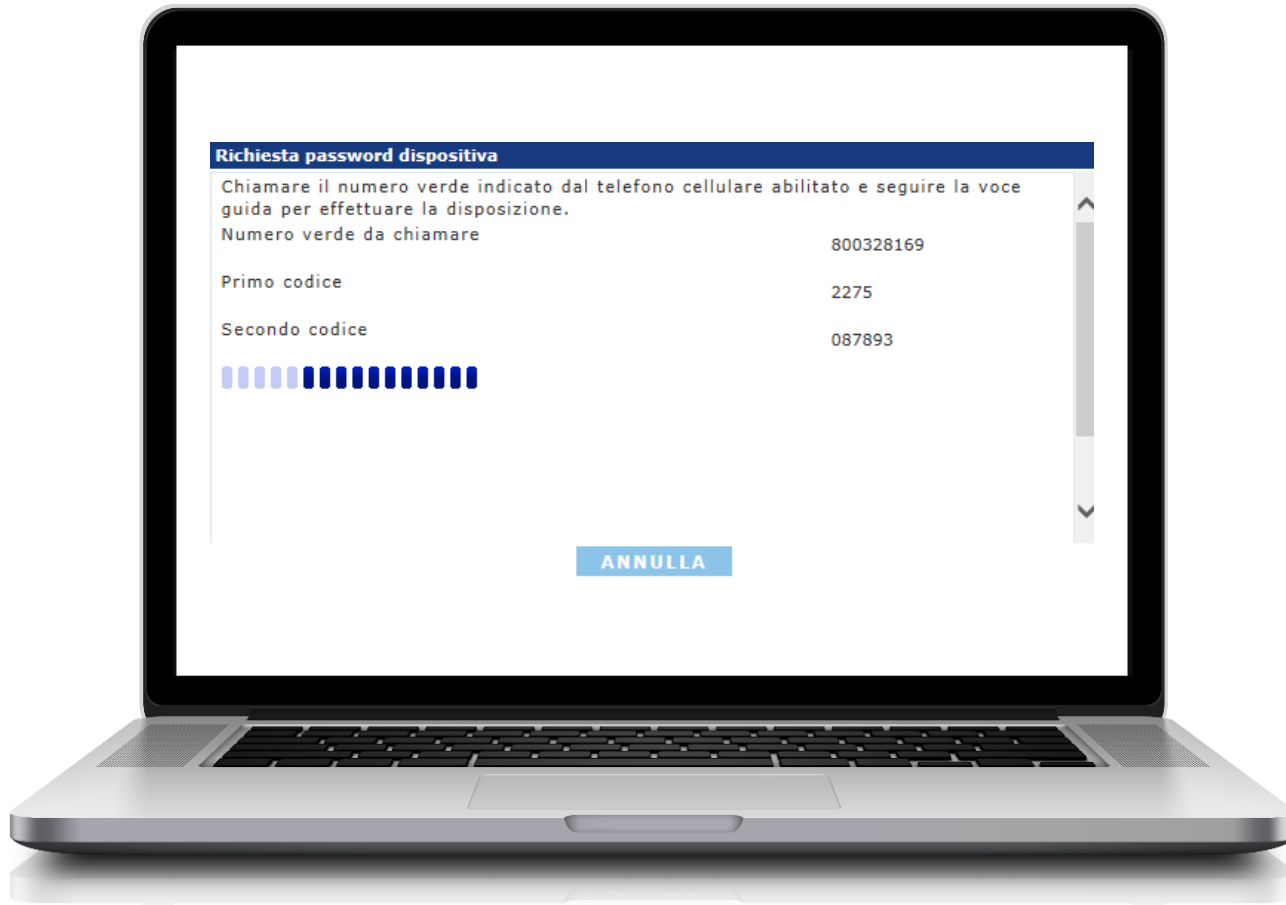 Richiesta password dispositiva
Chiamare il numero verde indicato dal telefono cellulare abilitato e seguire la voce
guida per effettuare la disposizione.
Numero verde da chiamare 800328169
Primo codice 2275
Secondo codice 087893
ANNULLA